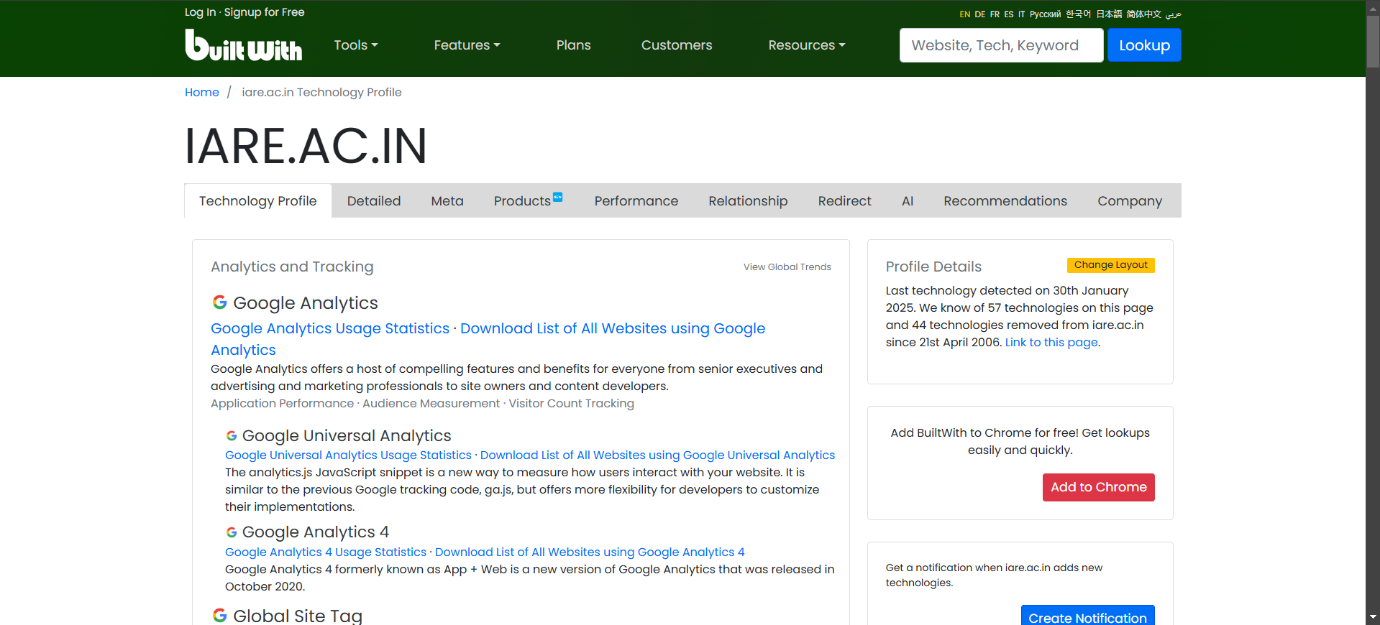 Log In · Signup for Free
EN DE FR ES IT Русский 한국어 日本語 简体中文 عربي
built with
Tools Features Plans Customers Resources Website, Tech, Keyword Lookup
Home / iare.ac.in Technology Profile
IARE.AC.IN
Technology Profile Detailed Meta Products NEW Performance Relationship Redirect AI Recommendations Company
Analytics and Tracking View Global Trends
Google Analytics
Google Analytics Usage Statistics · Download List of All Websites using Google
Analytics
Google Analytics offers a host of compelling features and benefits for everyone from senior executives and
advertising and marketing professionals to site owners and content developers.
Application Performance · Audience Measurement · Visitor Count Tracking
Google Universal Analytics
Google Universal Analytics Usage Statistics · Download List of All Websites using Google Universal Analytics
The analytics.js JavaScript snippet is a new way to measure how users interact with your website. It is
similar to the previous Google tracking code, ga.js, but offers more flexibility for developers to customize
their implementations.
Google Analytics 4
Google Analytics 4 Usage Statistics · Download List of All Websites using Google Analytics 4
Google Analytics 4 formerly known as App + Web is a new version of Google Analytics that was released in
October 2020.
Global Site Tag
Profile Details Change Layout
Last technology detected on 30th January
2025. We know of 57 technologies on this page
and 44 technologies removed from iare.ac.in
since 21st April 2006. Link to this page.
Add BuiltWith to Chrome for free! Get lookups
easily and quickly.
Add to Chrome
Get a notification when iare.ac.in adds new
technologies.
Create Notification